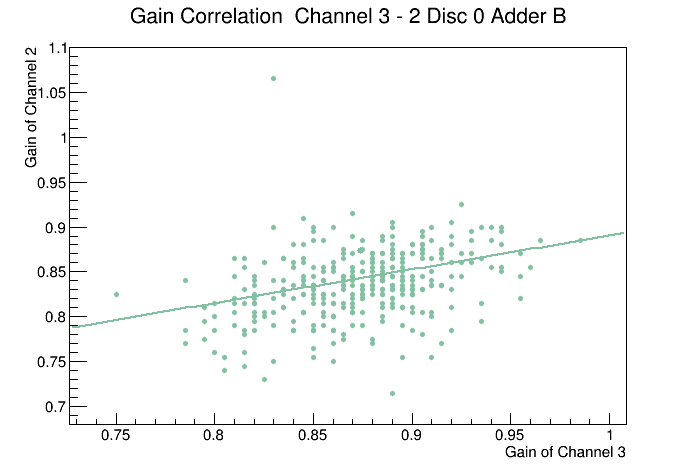 Gain Correlation  Channel 3 - 2 Disc 0 Adder B
Gain of Channel 2
1.1
1.05
1
0.95
0.9
0.85
0.8
0.75
0.7
0.75 0.8 0.85 0.9 0.95 1
Gain of Channel 3